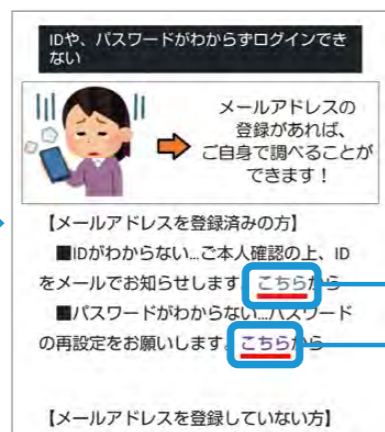 IDや、パスワードがわからずログインでき
ない
メールアドレスの
登録があれば、
ご自身で調べることが
できます！
【メールアドレスを登録済みの方】
■IDがわからない…ご本人確認の上、ID
をメールでお知らせします。こちらから
■パスワードがわからない…パスワード
の再設定をお願いします。こちらから
【メールアドレスを登録していない方】